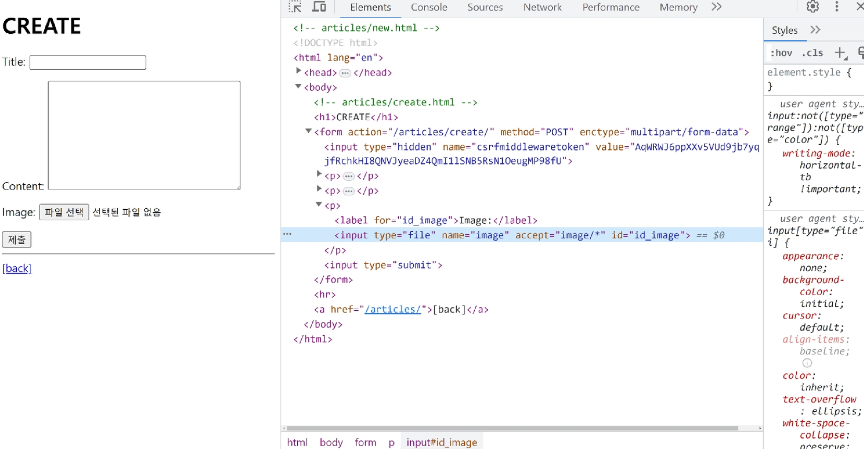 CREATE
Title:
Content:
Image: 파일 선택 선택된 파일 없음
제출
[back]
Elements Console Sources Network Performance Memory
<!-- articles/new.html -->
<!DOCTYPE html>
<html lang="en">
<head> ··· </head>
<body>
<!-- articles/create.html -->
<h1>CREATE</h1>
<form action="/articles/create/" method="POST" enctype="multipart/form-data">
<input type="hidden" name="csrfmiddlewaretoken" value="AqWRWJ6ppXXv5VUd9jb7yq
jfRchkHI8QNVJyeaDZ4QmI1lSNB5RsN1OeugMP98fU">
<p> ··· </p>
<p> ··· </p>
<p>
<label for="id_image">Image:</label>
··· <input type="file" name="image" accept="image/*" id="id_image"> == $0
</p>
<input type="submit">
</form>
<hr>
<a href="/articles/">[back]</a>
</body>
</html>
html body form p input#id_image
Styles
:hov .cls
element.style {
}
user agent sty…
input:not([type="
range"]):not([typ
e="color"]) {
writing-mode:
horizontal-
tb
!important;
}
user agent sty…
input[type="file"
i] {
appearance:
none;
background-
color:
initial;
cursor:
default;
align-items:
baseline;
color:
inherit;
text-overflow
: ellipsis;
white-space-
collapse:
preserve;